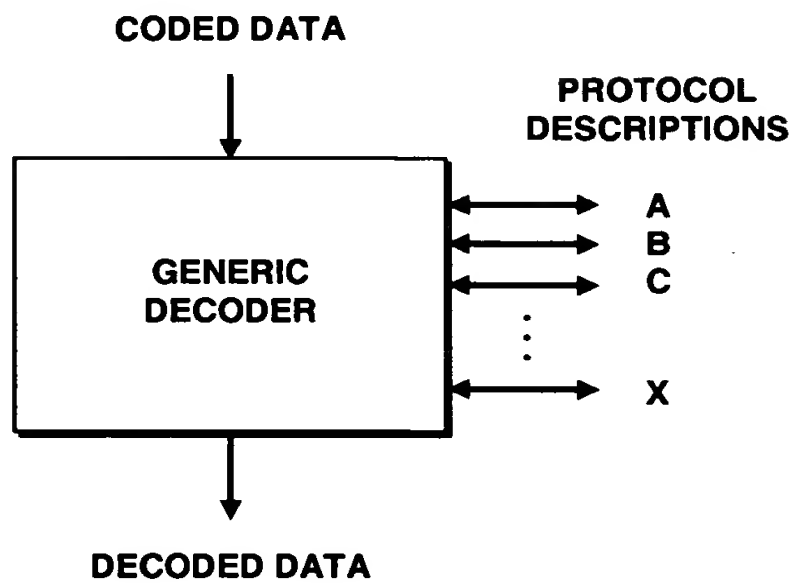 CODED DATA
PROTOCOL
DESCRIPTIONS
A
B
C
X
GENERIC
DECODER
DECODED DATA